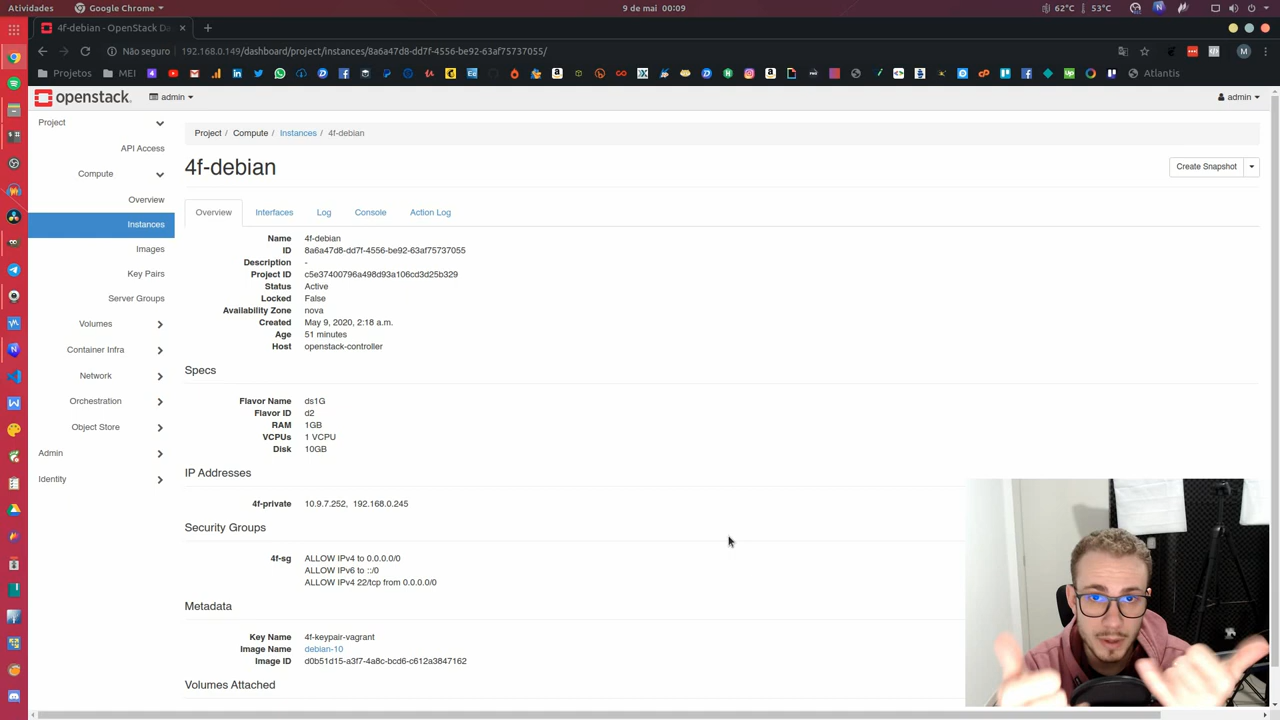 Atividades Google Chrome 9 de mai 00:09 62°C 53°C
4f-debian - OpenStack Da
Não seguro 192.168.0.149/dashboard/project/instances/8a6a47d8-dd7f-4556-be92-63af75737055/
Projetos MEI Atlantis
openstack. admin admin
Project
API Access
Compute
Overview
Instances
Images
Key Pairs
Server Groups
Volumes
Container Infra
Network
Orchestration
Object Store
Admin
Identity
Project / Compute / Instances / 4f-debian
4f-debian
Create Snapshot
Overview Interfaces Log Console Action Log
Name 4f-debian
ID 8a6a47d8-dd7f-4556-be92-63af75737055
Description -
Project ID c5e37400796a498d93a106cd3d25b329
Status Active
Locked False
Availability Zone nova
Created May 9, 2020, 2:18 a.m.
Age 51 minutes
Host openstack-controller
Specs
Flavor Name ds1G
Flavor ID d2
RAM 1GB
VCPUs 1 VCPU
Disk 10GB
IP Addresses
4f-private 10.9.7.252, 192.168.0.245
Security Groups
4f-sg ALLOW IPv4 to 0.0.0.0/0
ALLOW IPv6 to ::/0
ALLOW IPv4 22/tcp from 0.0.0.0/0
Metadata
Key Name 4f-keypair-vagrant
Image Name debian-10
Image ID d0b51d15-a3f7-4a8c-bcd6-c612a3847162
Volumes Attached